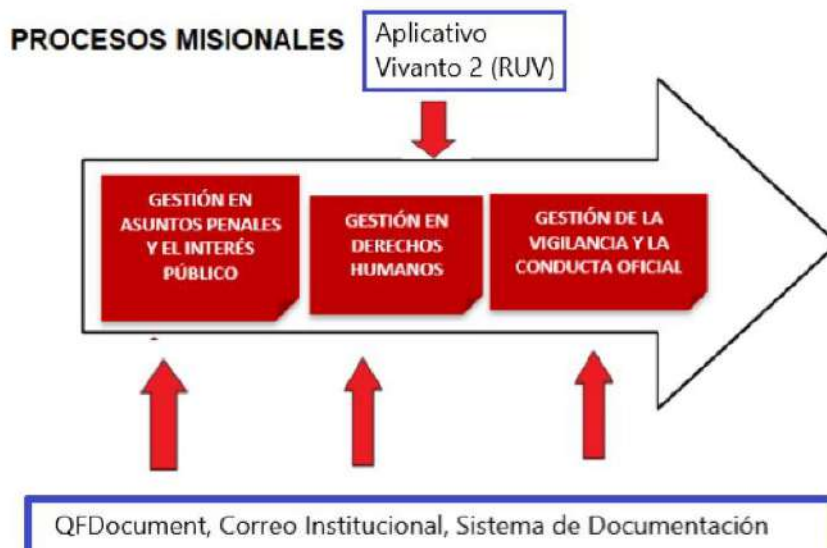 PROCESOS MISIONALES
Aplicativo
Vivanto 2 (RUV)
GESTIÓN EN
ASUNTOS PENALES
Y EL INTERÉS
PÚBLICO
GESTIÓN EN
DERECHOS
HUMANOS
GESTIÓN DE LA
VIGILANCIA Y LA
CONDUCTA OFICIAL
QFDocument, Correo Institucional, Sistema de Documentación